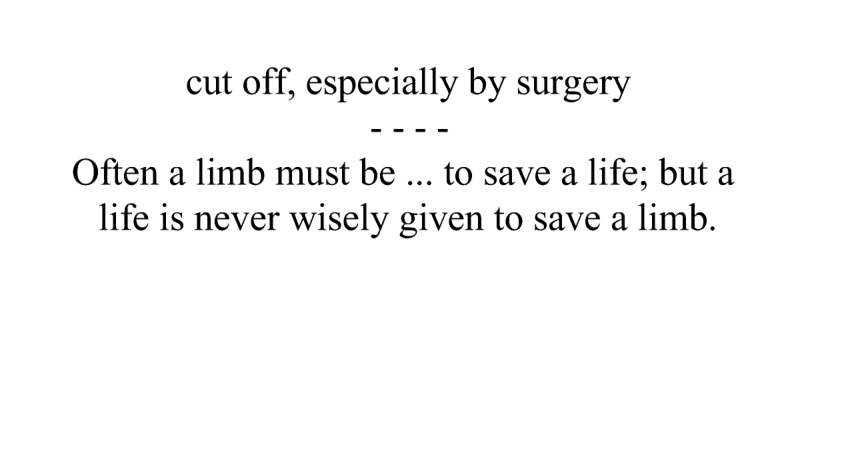 cut off, especially by surgery
- - - -
Often a limb must be ... to save a life; but a
life is never wisely given to save a limb.